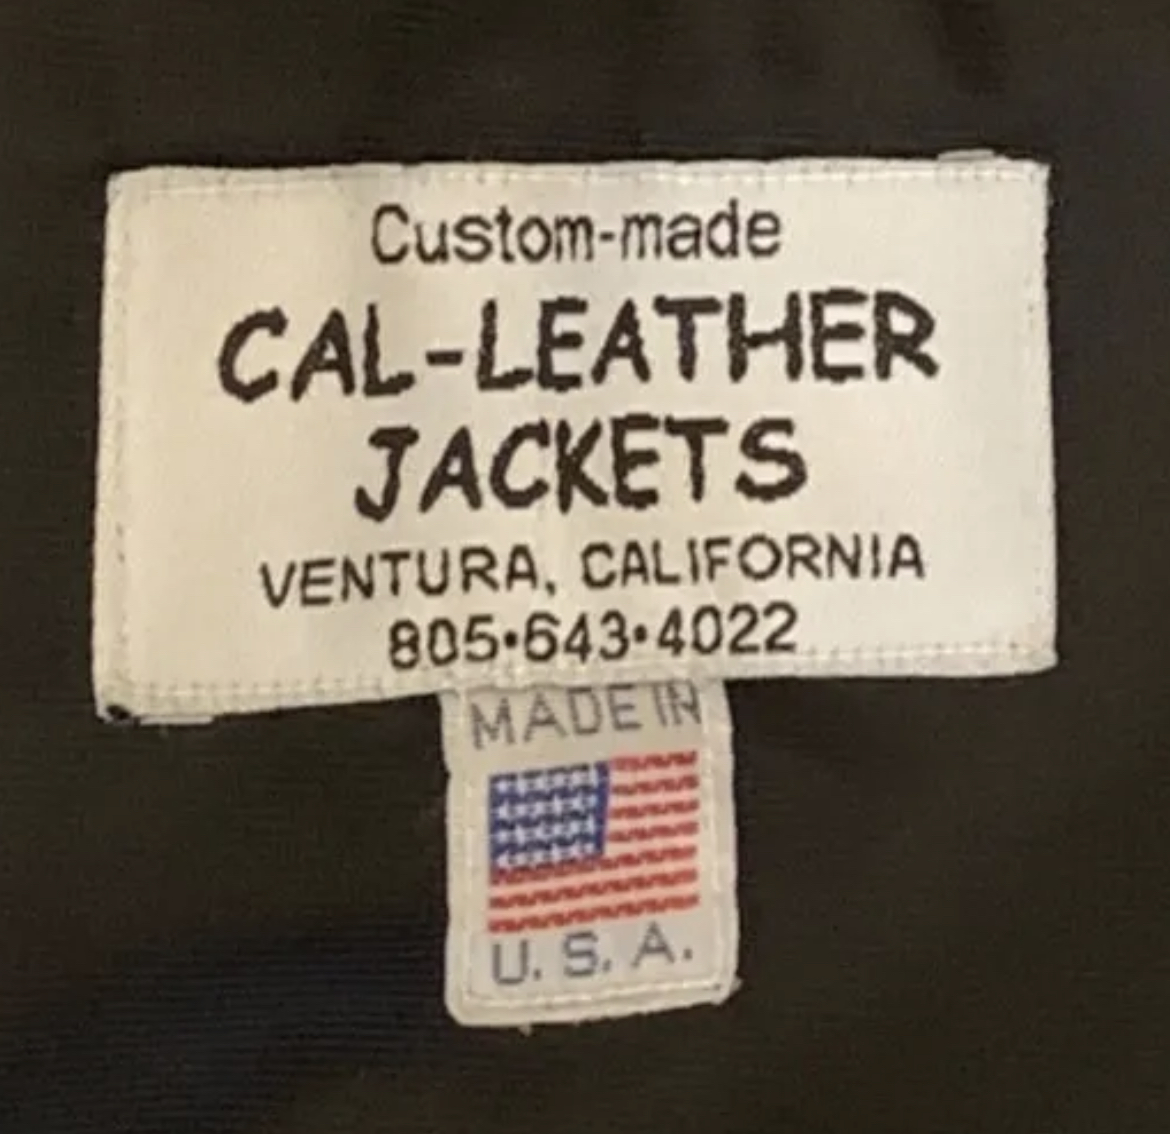 Custom-made
CAL-LEATHER
JACKETS
VENTURA, CALIFORNIA
805•643•4022
MADE IN
U.S.A.